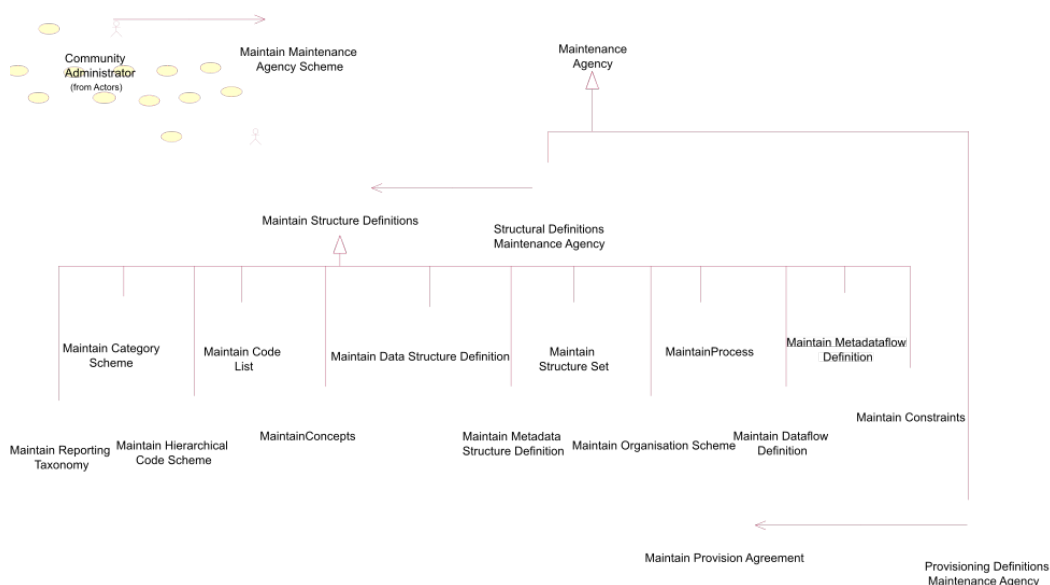 Community
Administrator
(from Actors)
Maintain Maintenance
Agency Scheme
Maintenance
Agency
Maintain Structure Definitions
Structural Definitions
Maintenance Agency
Maintain Category
Scheme
Maintain Code
List
Maintain Data Structure Definition
Maintain
Structure Set
MaintainProcess
Maintain Metadataflow
Definition
Maintain Constraints
Maintain Reporting
Taxonomy
Maintain Hierarchical
Code Scheme
MaintainConcepts
Maintain Metadata
Structure Definition
Maintain Organisation Scheme
Maintain Dataflow
Definition
Maintain Provision Agreement
Provisioning Definitions
Maintenance Agency